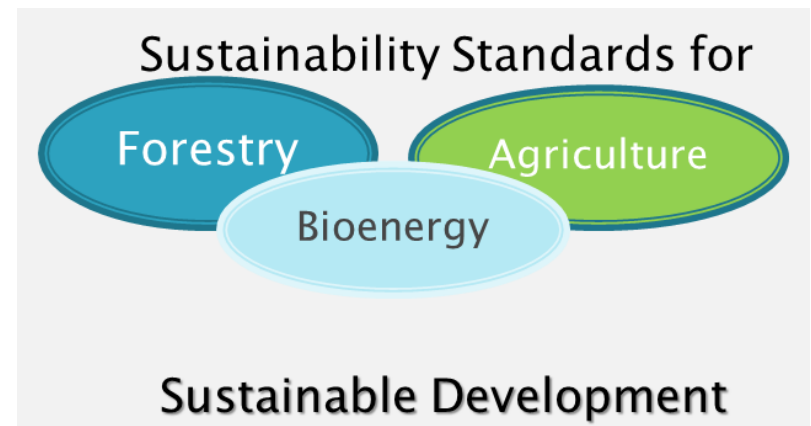 Sustainability Standards for
Forestry
Agriculture
Bioenergy
Sustainable Development